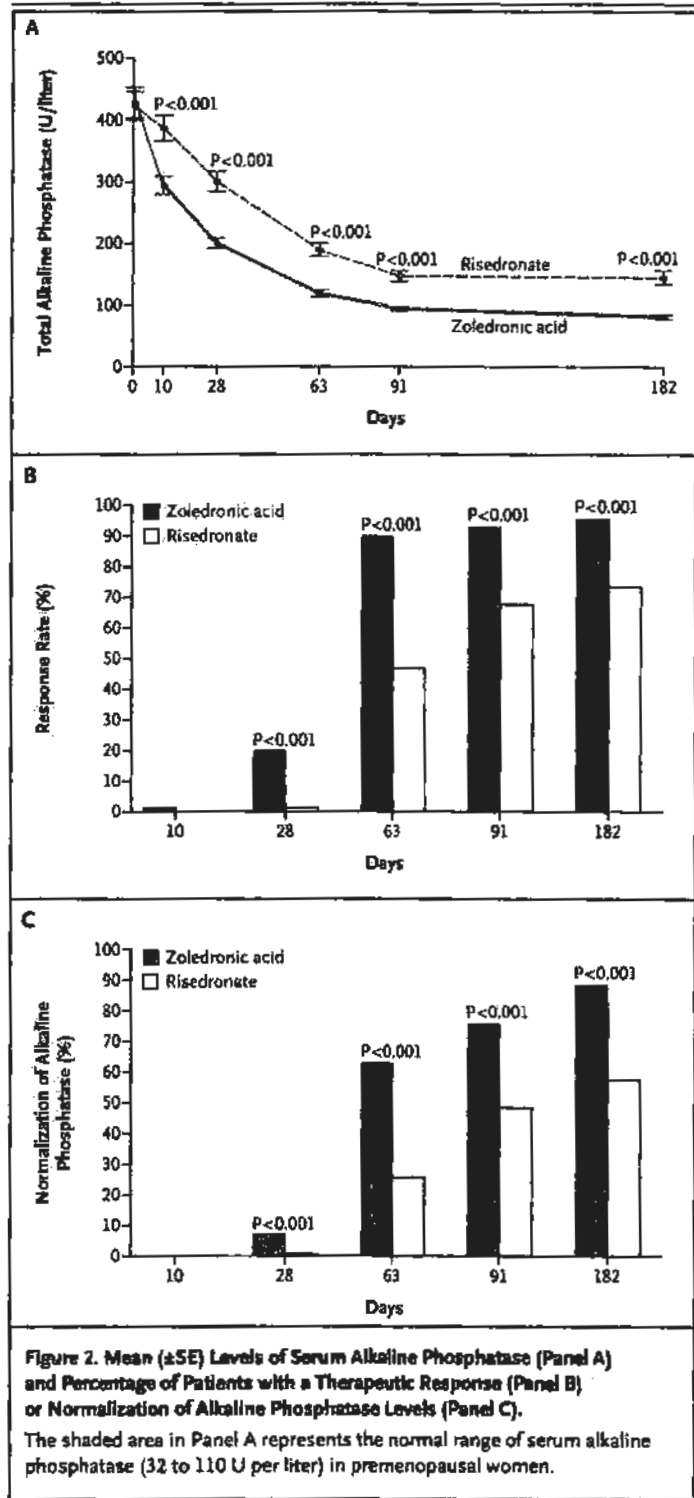 A
Total Alkaline Phosphatase (U/liter)
500
400
300
200
100
0
P<0.001
P<0.001
P<0.001
P<0.001
P<0.001
Risedronate
Zoledronic acid
0 10 28 63 91 182
Days
B
Zoledronic acid
Risedronate
Response Rate (%)
100
90
80
70
60
50
40
30
20
10
0
P<0.001
P<0.001
P<0.001
P<0.001
10 28 63 91 182
Days
C
Zoledronic acid
Risedronate
Normalization of Alkaline
Phosphatase (%)
100
90
80
70
60
50
40
30
20
10
0
P<0.001
P<0.001
P<0.001
P<0.001
10 28 63 91 182
Days
Figure 2. Mean (±SE) Levels of Serum Alkaline Phosphatase (Panel A)
and Percentage of Patients with a Therapeutic Response (Panel B)
or Normalization of Alkaline Phosphatase Levels (Panel C).
The shaded area in Panel A represents the normal range of serum alkaline
phosphatase (32 to 110 U per liter) in premenopausal women.